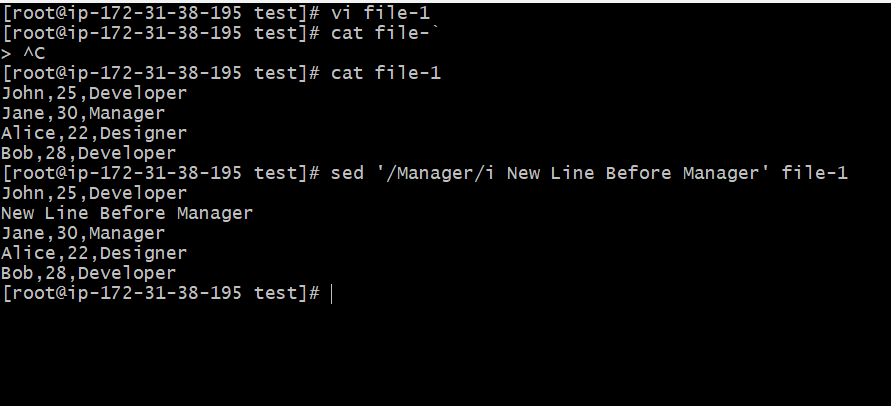 [root@ip-172-31-38-195 test]# vi file-1
[root@ip-172-31-38-195 test]# cat file-`
> ^C
[root@ip-172-31-38-195 test]# cat file-1
John,25,Developer
Jane,30,Manager
Alice,22,Designer
Bob,28,Developer
[root@ip-172-31-38-195 test]# sed '/Manager/i New Line Before Manager' file-1
John,25,Developer
New Line Before Manager
Jane,30,Manager
Alice,22,Designer
Bob,28,Developer
[root@ip-172-31-38-195 test]#